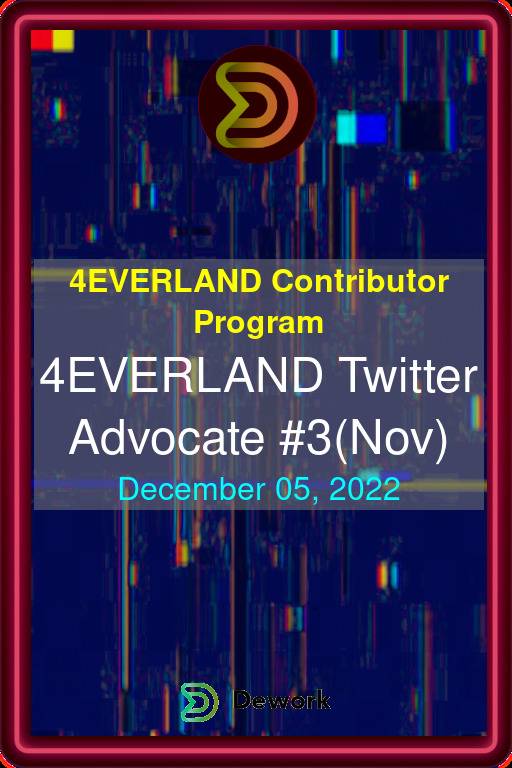 4EVERLAND Contributor
Program
4EVERLAND Twitter
Advocate #3(Nov)
December 05, 2022
Dework